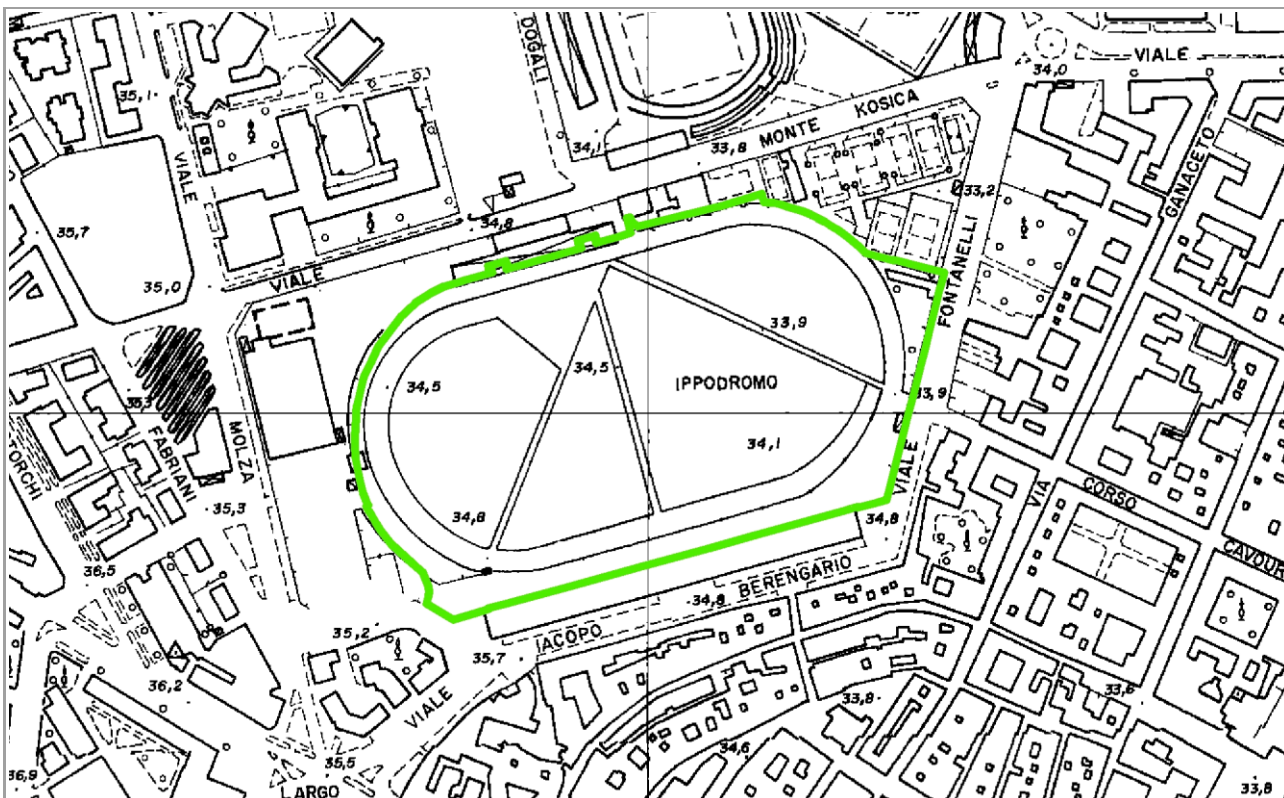 DOGALI
VIALE
34,0
35,1
MONTE KOSICA
34,1
33,8
VIALE
GANACETO
33,2
34,8
35,7
35,0
VIALE
FONTANELLI
33,9
34,5
34,5
IPPODROMO
33,9
MOLZA
FABRIANI
34,1
VIALE
VIA
CORSO
34,8
34,8
35,3
CAVOUR
36,5
BERENGARIO
34,8
IACOPO
35,2
35,7
36,2
VIALE
33,6
33,8
34,6
35,5
36,9
LARGO
33,8